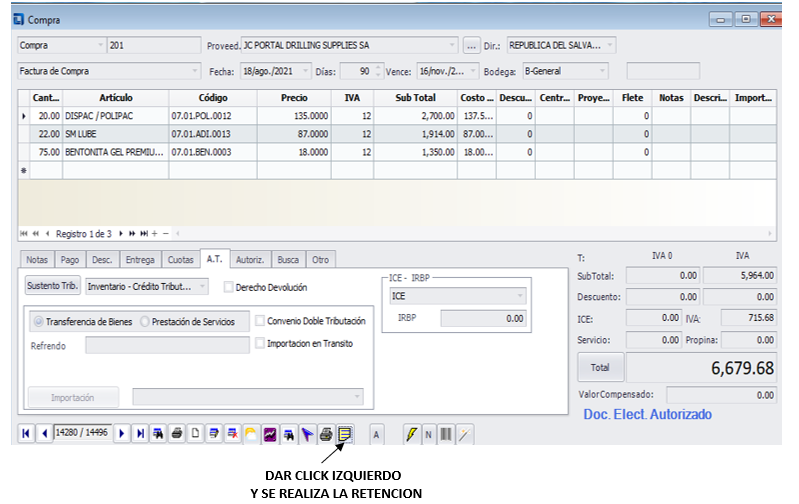 Compra
Compra 201 Proveed. JC PORTAL DRILLING SUPPLIES SA ... Dir.: REPUBLICA DEL SALVA...
Factura de Compra Fecha: 18/ago./2021 Días: 90 Vence: 16/nov./2... Bodega: B-General
Cant... Artículo Código Precio IVA Sub Total Costo ... Descu... Centr... Proye... Flete Notas Descri... Import...
20.00 DISPAC / POLIPAC 07.01.POL.0012 135.0000 12 2,700.00 137.5... 0 0
22.00 SM LUBE 07.01.ADI.0013 87.0000 12 1,914.00 87.00... 0 0
75.00 BENTONITA GEL PREMIU... 07.01.BEN.0003 18.0000 12 1,350.00 18.00... 0 0
Registro 1 de 3
Notas Pago Desc. Entrega Cuotas A.T. Autoriz. Busca Otro
Sustento Trib. Inventario - Crédito Tribut... Derecho Devolución
Transferencia de Bienes Prestación de Servicios Convenio Doble Tributación
Refrendo Importacion en Transito
Importación
ICE - IRBP
ICE
IRBP 0.00
T: IVA 0 IVA
SubTotal: 0.00 5,964.00
Descuento: 0.00 0.00
ICE: 0.00 IVA: 715.68
Servicio: 0.00 Propina: 0.00
Total 6,679.68
ValorCompensado: 0.00
Doc. Elect. Autorizado
14280 / 14496 A N
DAR CLICK IZQUIERDO
Y SE REALIZA LA RETENCION